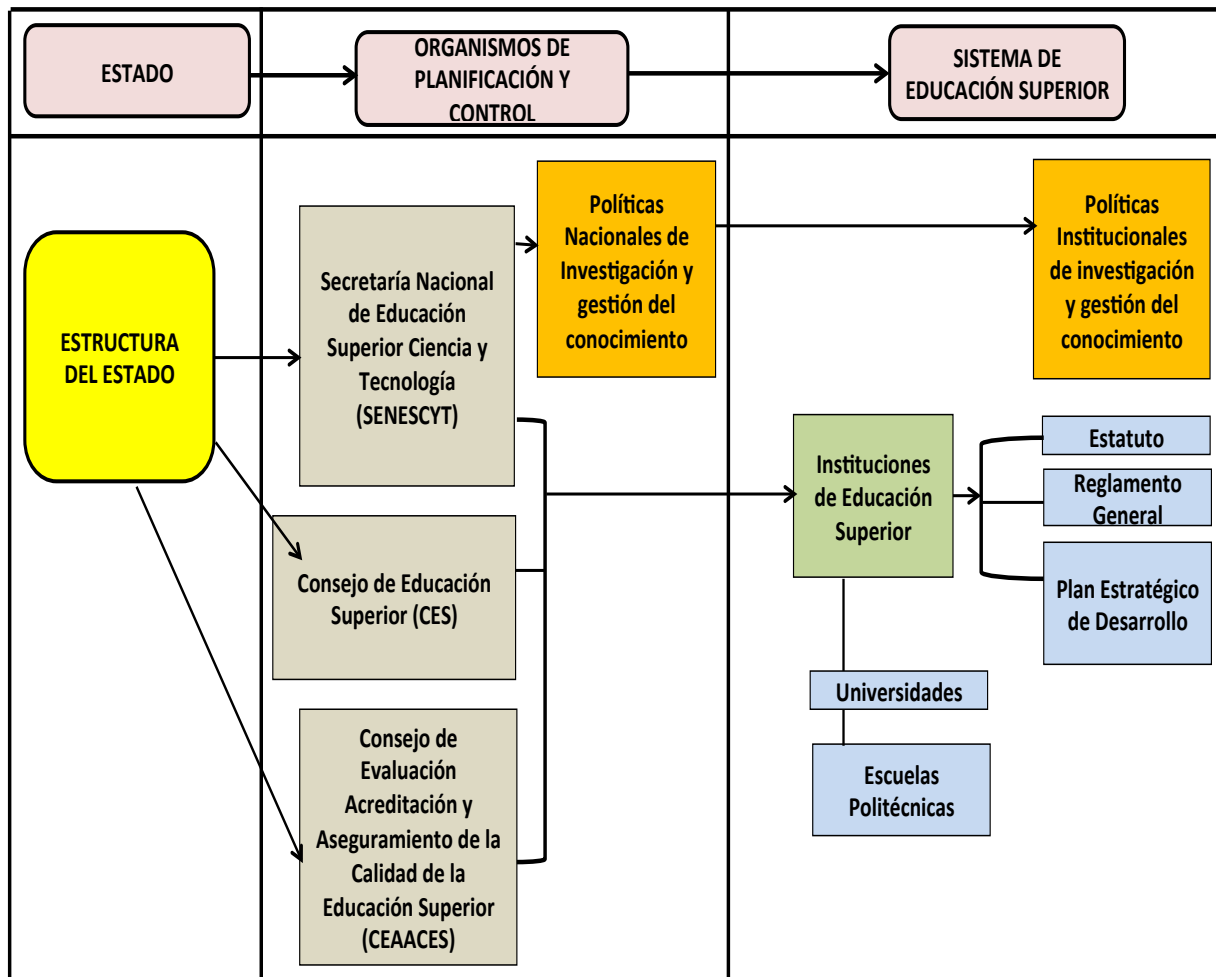 ESTADO
ORGANISMOS DE
PLANIFICACIÓN Y
CONTROL
SISTEMA DE
EDUCACIÓN SUPERIOR
ESTRUCTURA
DEL ESTADO
Secretaría Nacional
de Educación
Superior Ciencia y
Tecnología
(SENESCYT)
Políticas
Nacionales de
Investigación y
gestión del
conocimiento
Políticas
Institucionales
de investigación
y gestión del
conocimiento
Consejo de Educación
Superior (CES)
Consejo de
Evaluación
Acreditación y
Aseguramiento de la
Calidad de la
Educación Superior
(CEAACES)
Instituciones
de Educación
Superior
Estatuto
Reglamento
General
Plan Estratégico
de Desarrollo
Universidades
Escuelas
Politécnicas